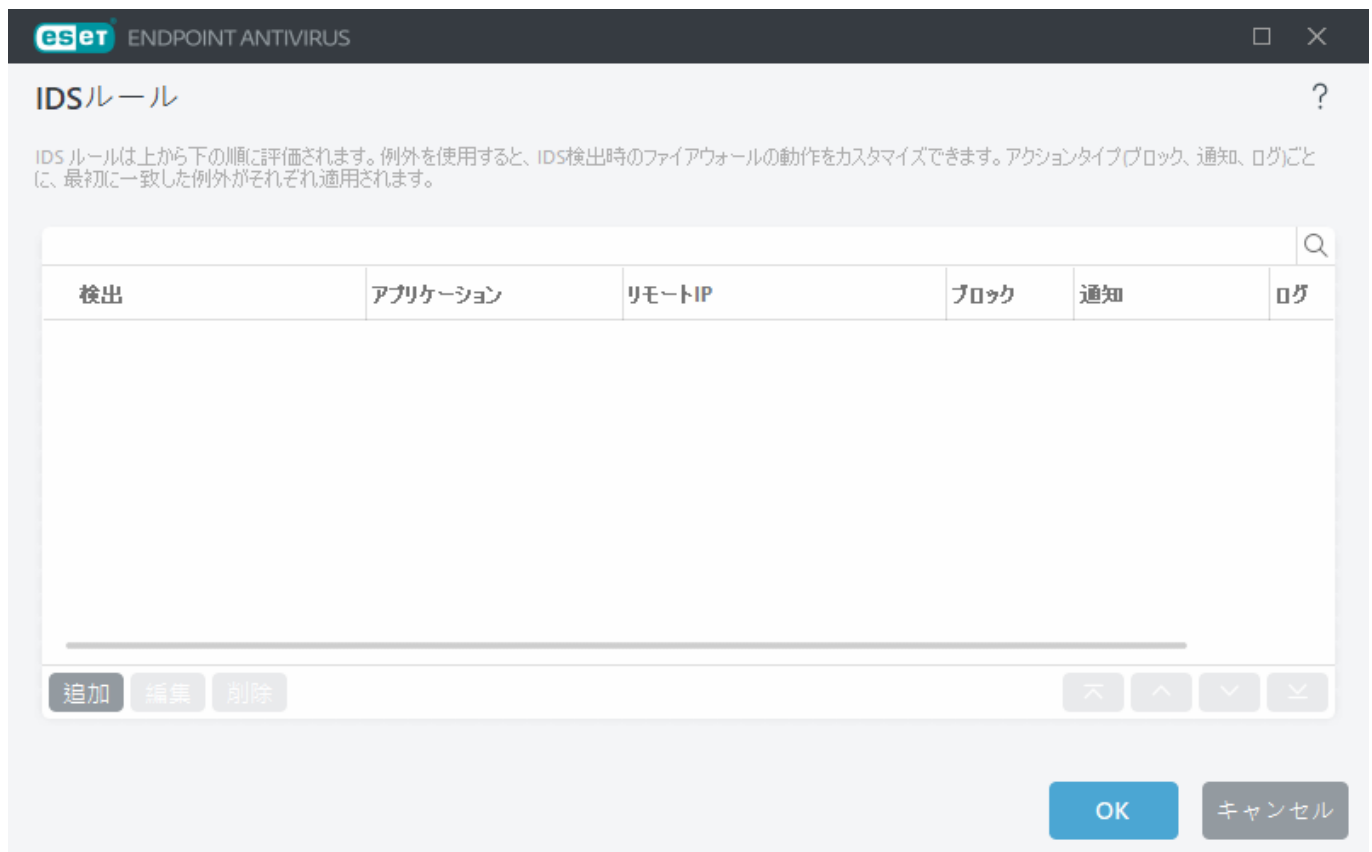 eset ENDPOINT ANTIVIRUS
IDSルール
?
IDS ルールは上から下の順に評価されます。例外を使用すると、IDS検出時のファイアウォールの動作をカスタマイズできます。アクションタイプ(ブロック、通知、ログ)ごと
に、最初に一致した例外がそれぞれ適用されます。
検出 アプリケーション リモートIP ブロック 通知 ログ
追加 編集 削除
OK キャンセル